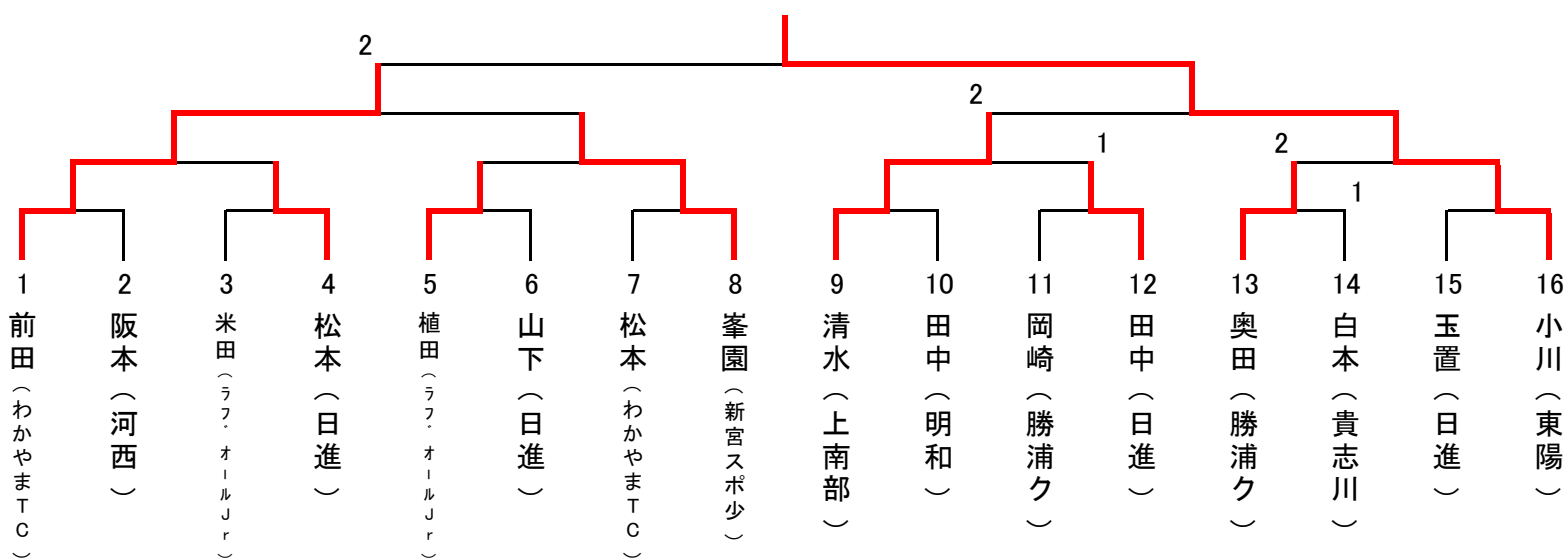 2
2
1
2
1
1
2
3
4
5
6
7
8
9
10
11
12
13
14
15
16
前田（わかやまTC）
阪本（河西）
米田（ﾗﾌﾞｵｰﾙJr）
松本（日進）
植田（ﾗﾌﾞｵｰﾙJr）
山下（日進）
松本（わかやまTC）
峯園（新宮スポ少）
清水（上南部）
田中（明和）
岡崎（勝浦ク）
田中（日進）
奥田（勝浦ク）
白本（貴志川）
玉置（日進）
小川（東陽）